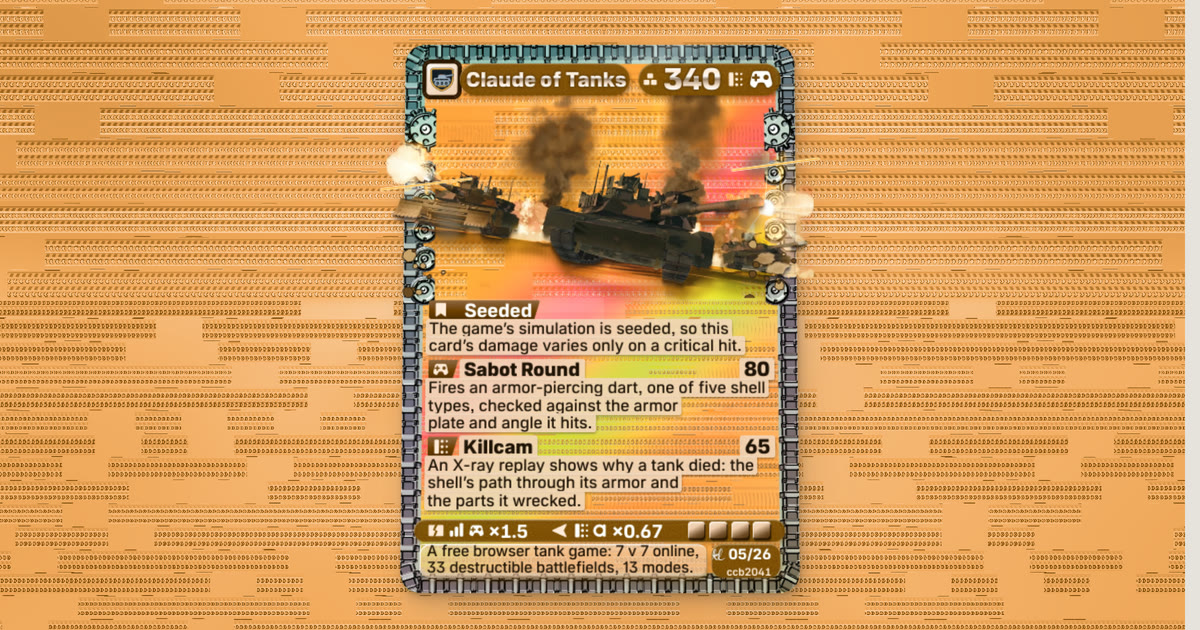 Claude of Tanks
340
Seeded
The game's simulation is seeded, so this
card's damage varies only on a critical hit.
Sabot Round 80
Fires an armor-piercing dart, one of five shell
types, checked against the armor
plate and angle it hits.
Killcam 65
An X-ray replay shows why a tank died: the
shell's path through its armor and
the parts it wrecked.
×1.5 ×0.67
A free browser tank game: 7 v 7 online,
33 destructible battlefields, 13 modes.
05/26
ccb2041